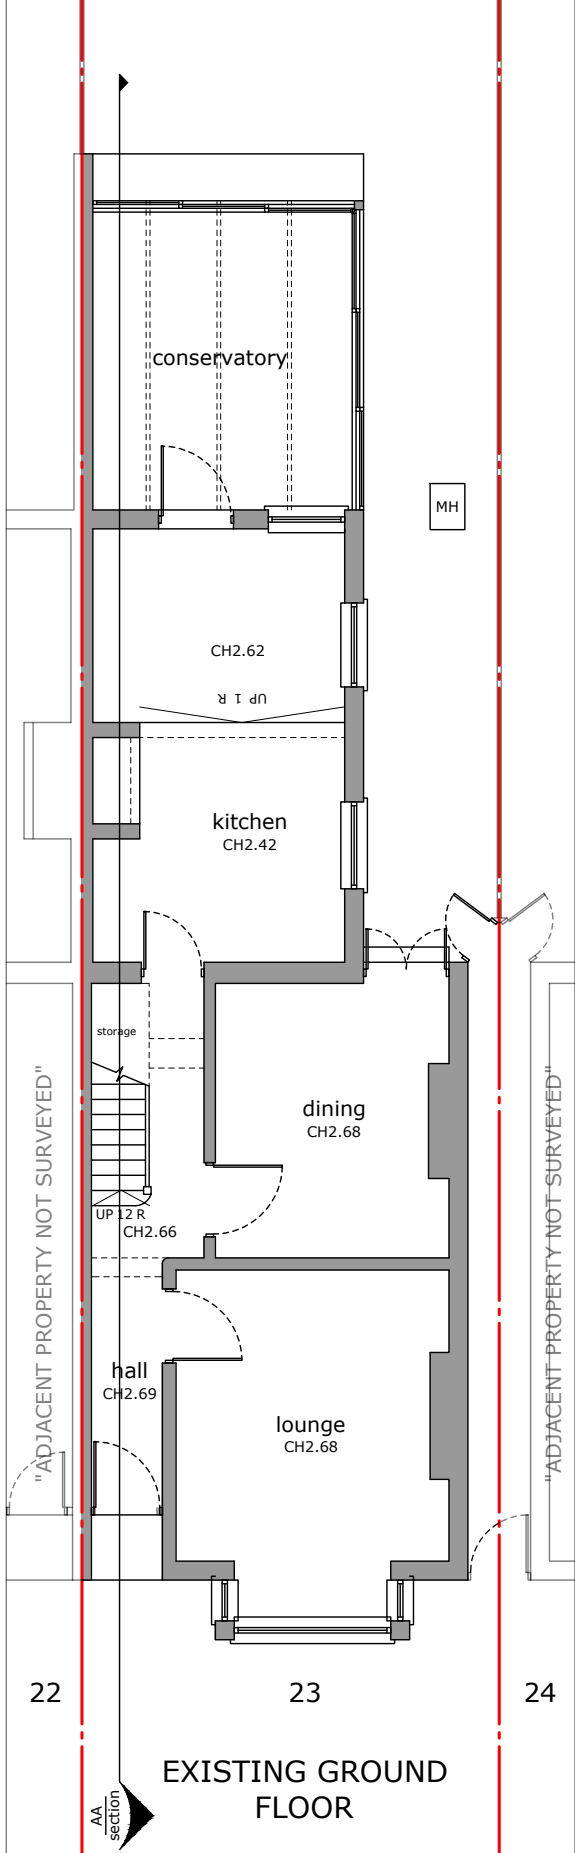 conservatory
MH
CH2.62
UP 1 R
kitchen
CH2.42
storage
dining
CH2.68
"ADJACENT PROPERTY NOT SURVEYED"
"ADJACENT PROPERTY NOT SURVEYED"
UP 12 R
CH2.66
hall
CH2.69
lounge
CH2.68
22
23
24
EXISTING GROUND
FLOOR
AA
section